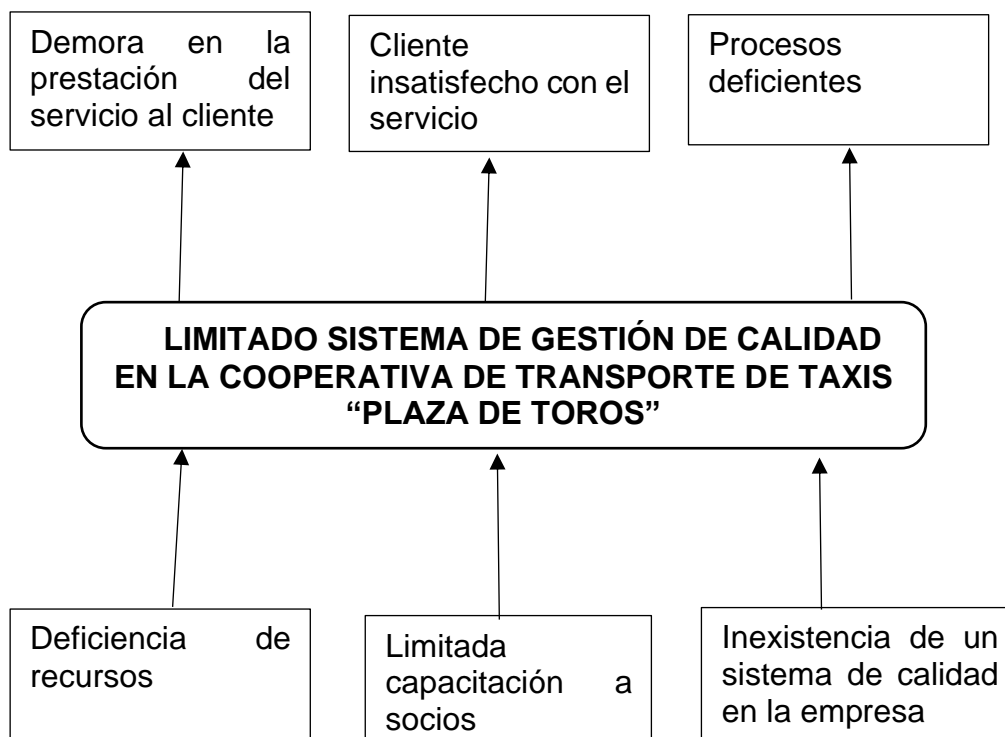 Demora en la
prestación del
servicio al cliente
Cliente
insatisfecho con el
servicio
Procesos
deficientes
LIMITADO SISTEMA DE GESTIÓN DE CALIDAD
EN LA COOPERATIVA DE TRANSPORTE DE TAXIS
“PLAZA DE TOROS”
Deficiencia de
recursos
Limitada
capacitación a
socios
Inexistencia de un
sistema de calidad
en la empresa